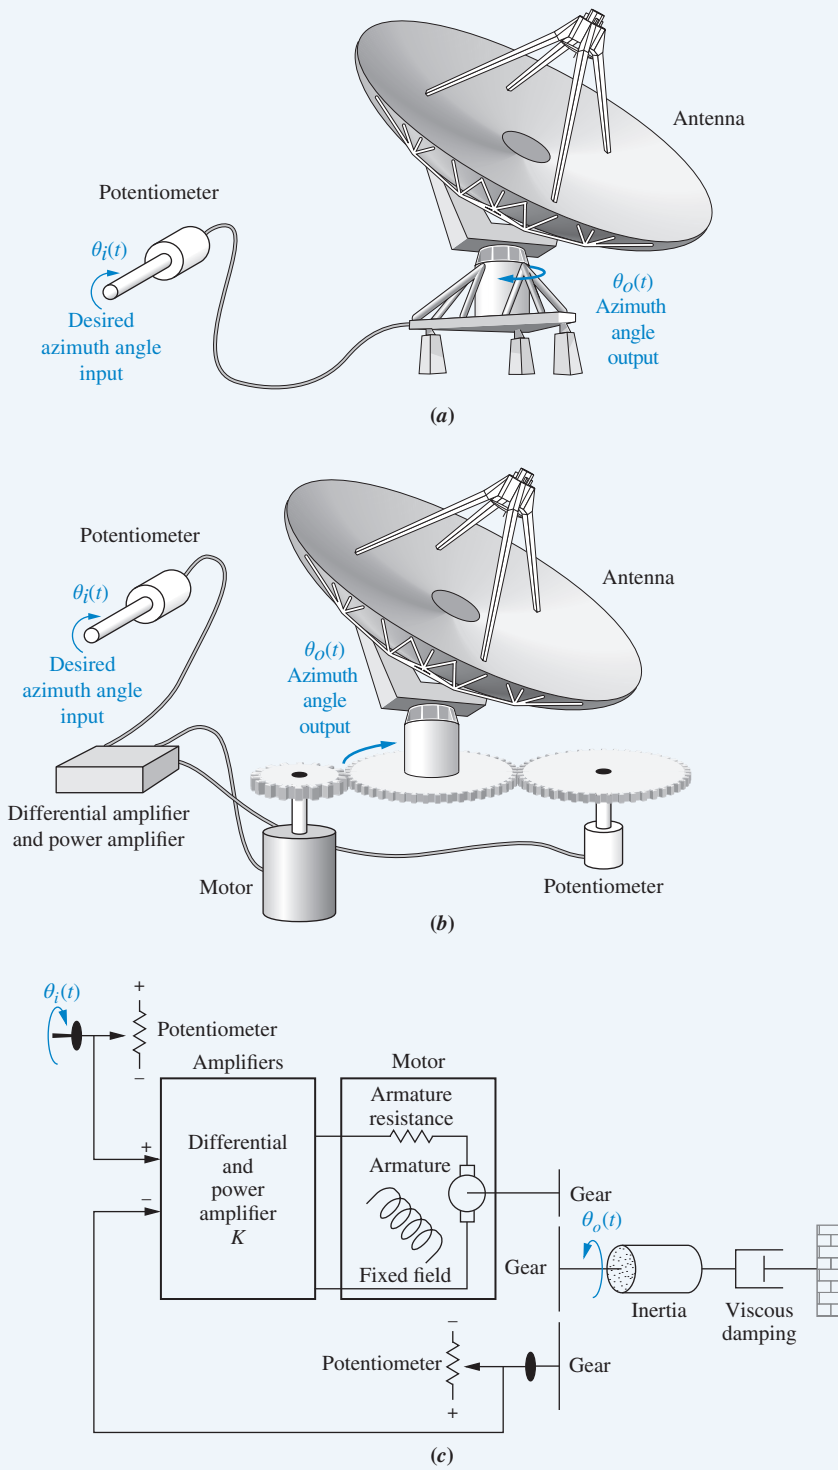 Antenna
Potentiometer
θi(t)
Desired
azimuth angle
input
θo(t)
Azimuth
angle
output
(a)
Potentiometer
θi(t)
Desired
azimuth angle
input
Antenna
θo(t)
Azimuth
angle
output
Differential amplifier
and power amplifier
Motor
Potentiometer
(b)
θi(t)
+
Potentiometer
−
Amplifiers
Motor
+
−
Differential
and
power
amplifier
K
Armature
resistance
Armature
Fixed field
Gear
Gear
θo(t)
Inertia
Viscous
damping
−
Potentiometer
+
Gear
(c)